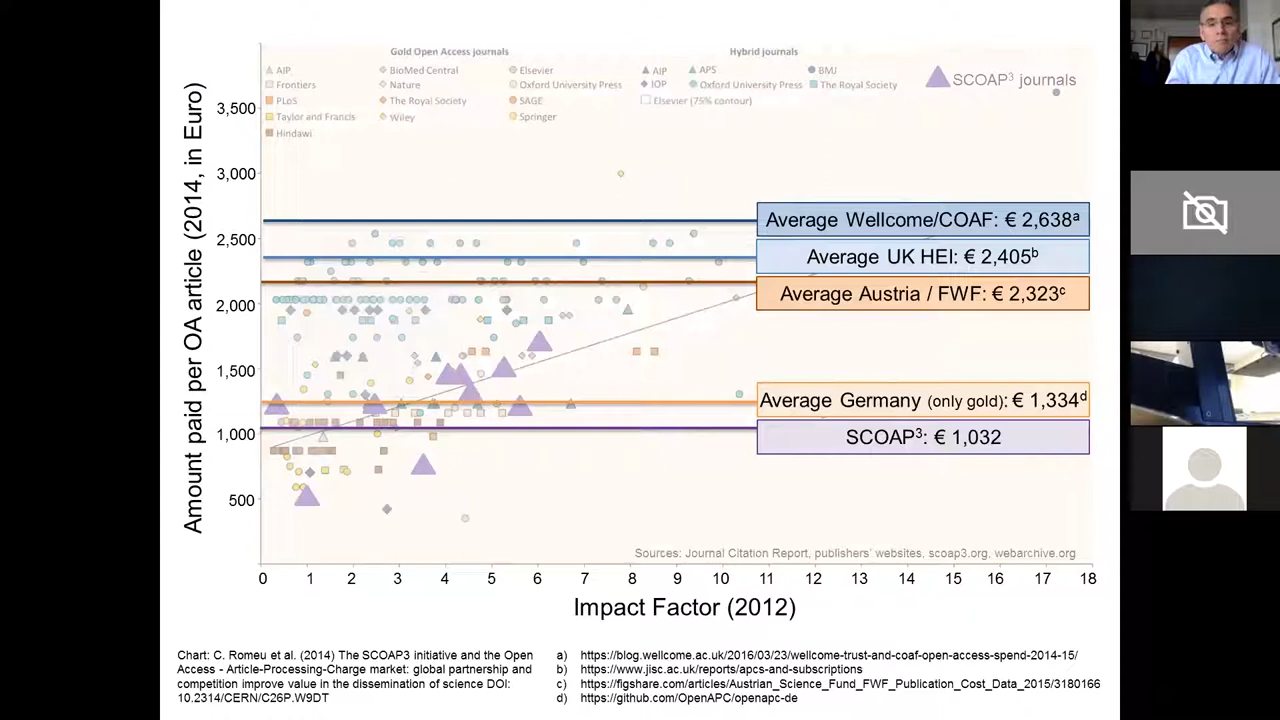 Gold Open Access journals
Hybrid journals
AIP
BioMed Central
Elsevier
AIP
APS
BMJ
SCOAP³ journals
Frontiers
Nature
Oxford University Press
IOP
Oxford University Press
The Royal Society
PLoS
The Royal Society
SAGE
Elsevier (75% contour)
Taylor and Francis
Wiley
Springer
Hindawi
Amount paid per OA article (2014, in Euro)
3,500
3,000
2,500
2,000
1,500
1,000
500
Average Wellcome/COAF: € 2,638ᵃ
Average UK HEI: € 2,405ᵇ
Average Austria / FWF: € 2,323ᶜ
Average Germany (only gold): € 1,334ᵈ
SCOAP³: € 1,032
Sources: Journal Citation Report, publishers' websites, scoap3.org, webarchive.org
0 1 2 3 4 5 6 7 8 9 10 11 12 13 14 15 16 17 18
Impact Factor (2012)
Chart: C. Romeu et al. (2014) The SCOAP3 initiative and the Open
Access - Article-Processing-Charge market: global partnership and
competition improve value in the dissemination of science DOI:
10.2314/CERN/C26P.W9DT
a) https://blog.wellcome.ac.uk/2016/03/23/wellcome-trust-and-coaf-open-access-spend-2014-15/
b) https://www.jisc.ac.uk/reports/apcs-and-subscriptions
c) https://figshare.com/articles/Austrian_Science_Fund_FWF_Publication_Cost_Data_2015/3180166
d) https://github.com/OpenAPC/openapc-de